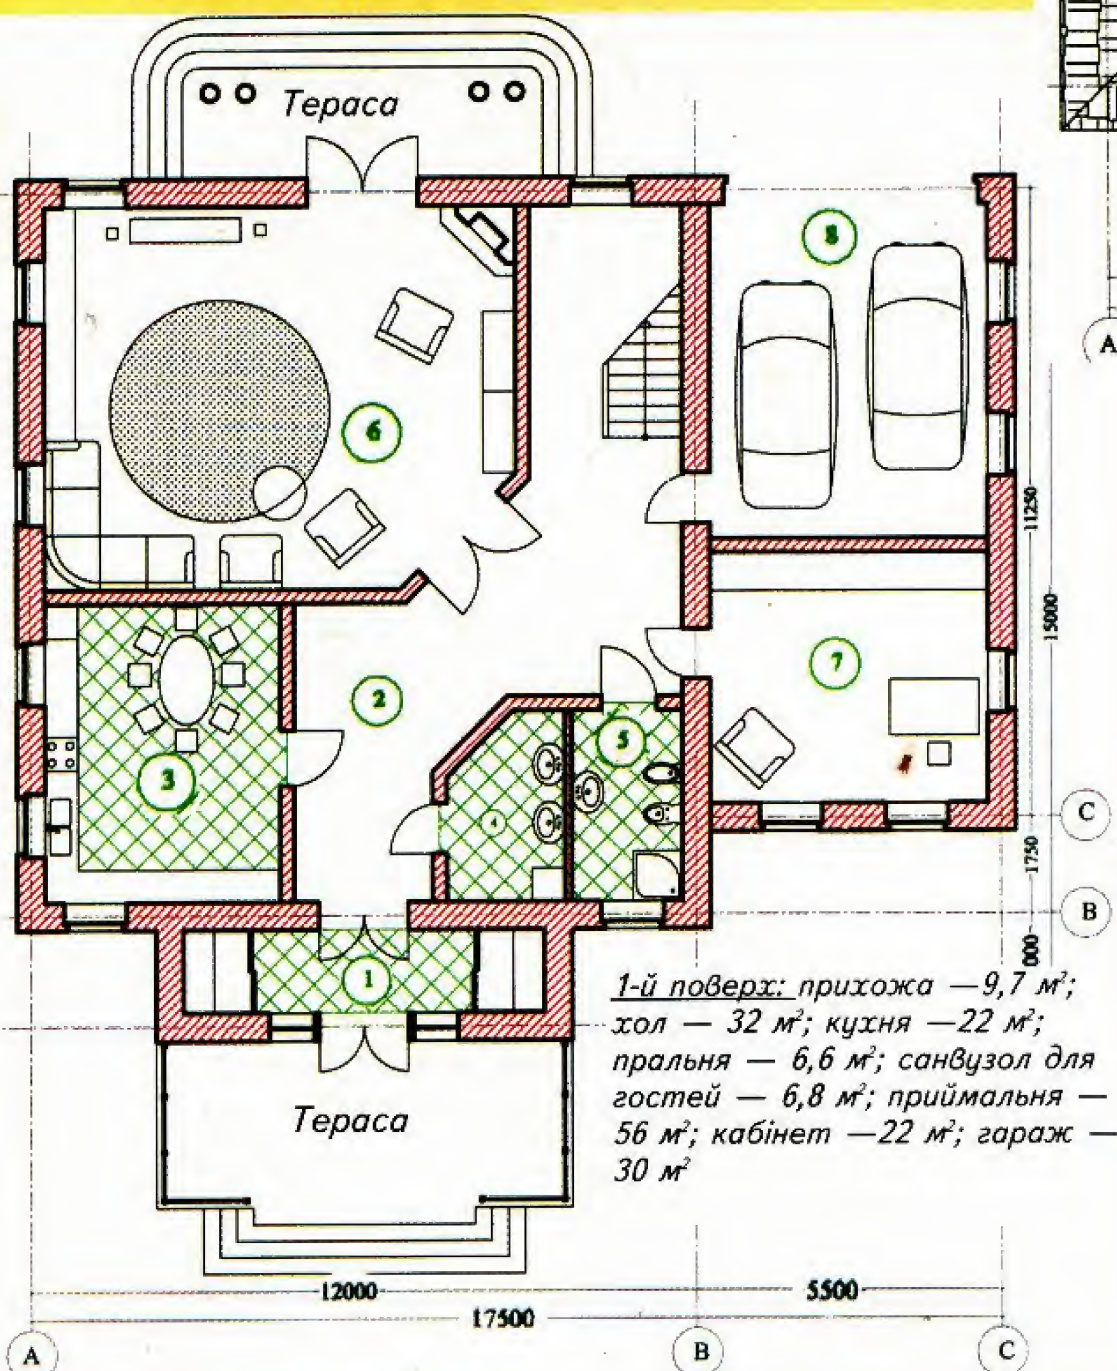 Тераса
8
A
6
11250
15000
7
2
5
3
4
C
1750
B
000
1
1-й поверх: прихожа —9,7 м²;
хол — 32 м²; кухня —22 м²;
пральня — 6,6 м²; санвузол для
гостей — 6,8 м²; приймальня —
56 м²; кабінет —22 м²; гараж —
30 м²
Тераса
12000
5500
17500
A
B
C